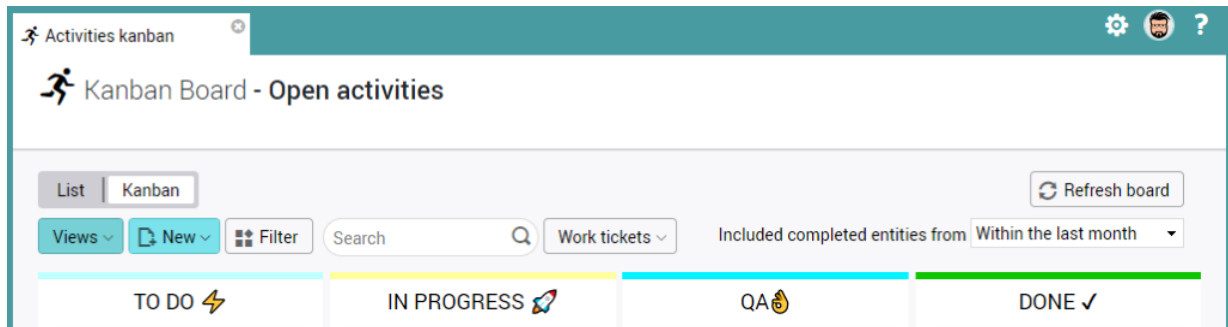 Activities kanban
?
Kanban Board - Open activities
List Kanban
Refresh board
Views New Filter Search Work tickets Included completed entities from Within the last month
TO DO ⚡ IN PROGRESS 🚀 QA👌 DONE ✓